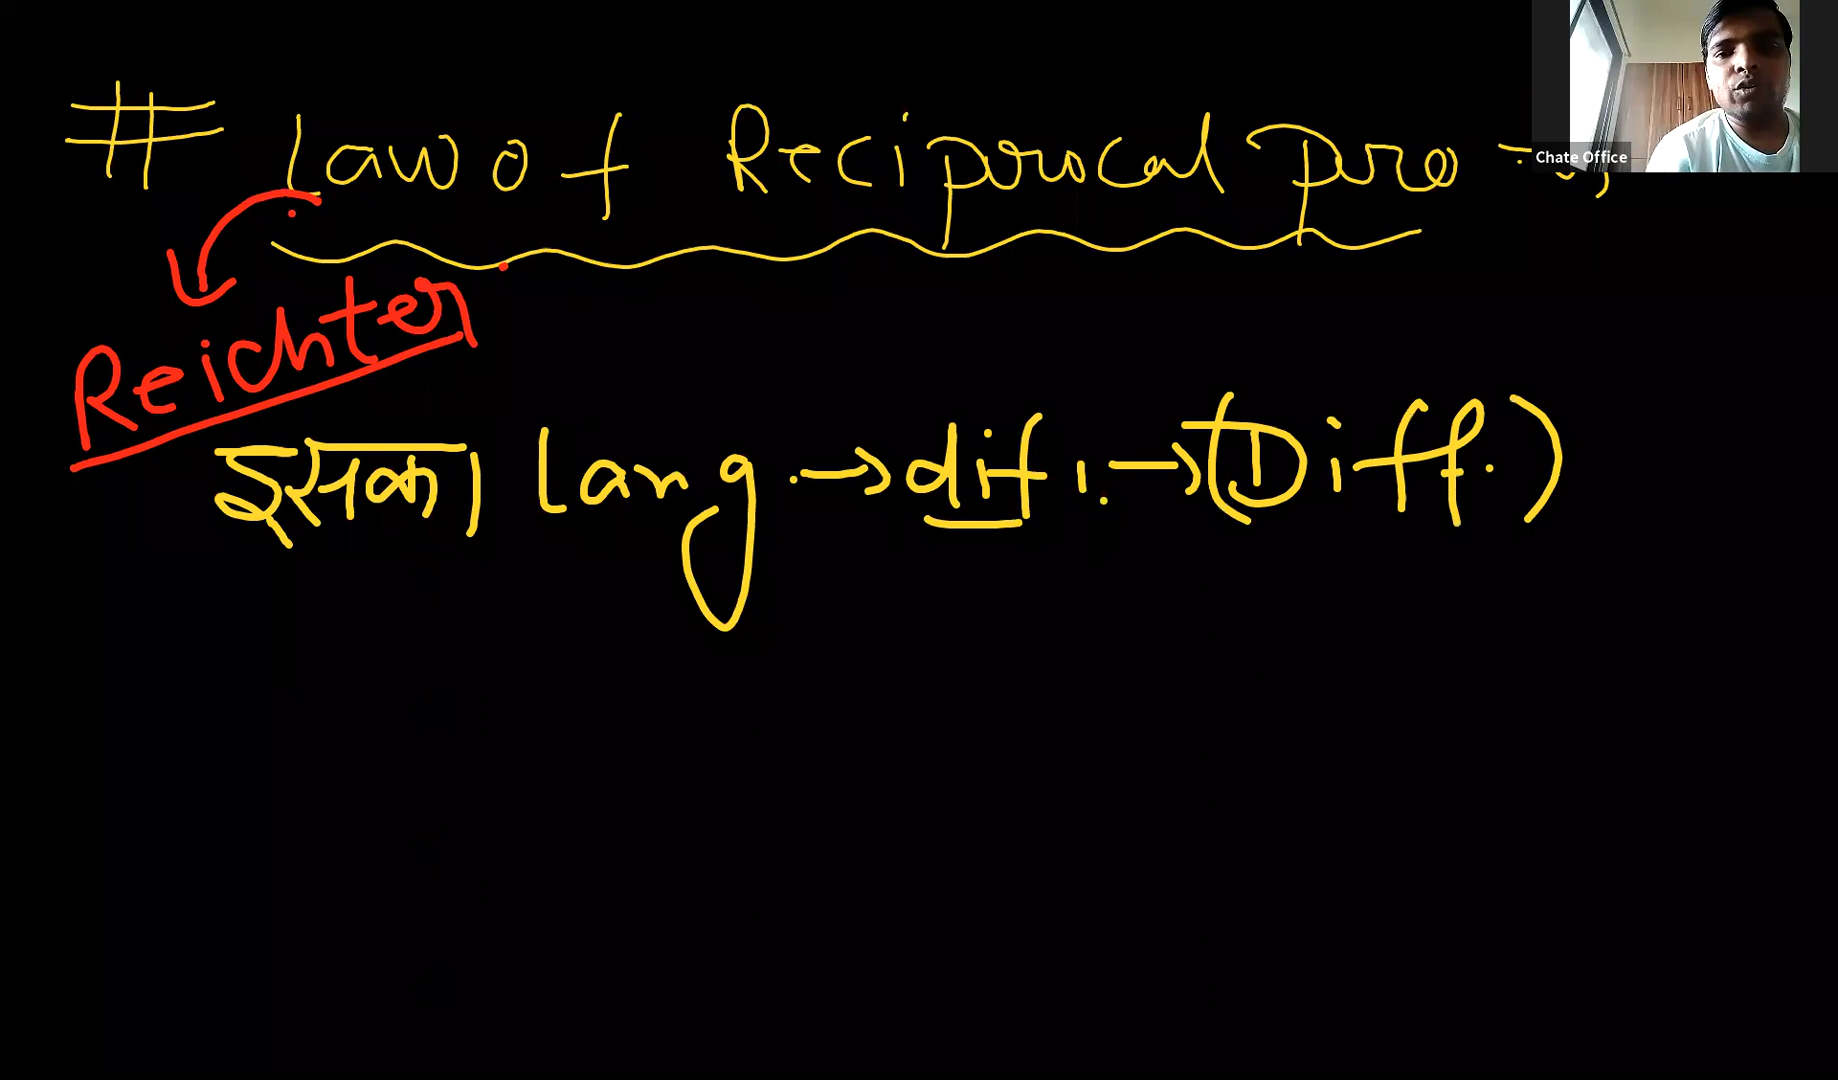 # Law of Reciprocal pro
Chate Office
Reichter
इसका lang. → dif. → (Diff.)